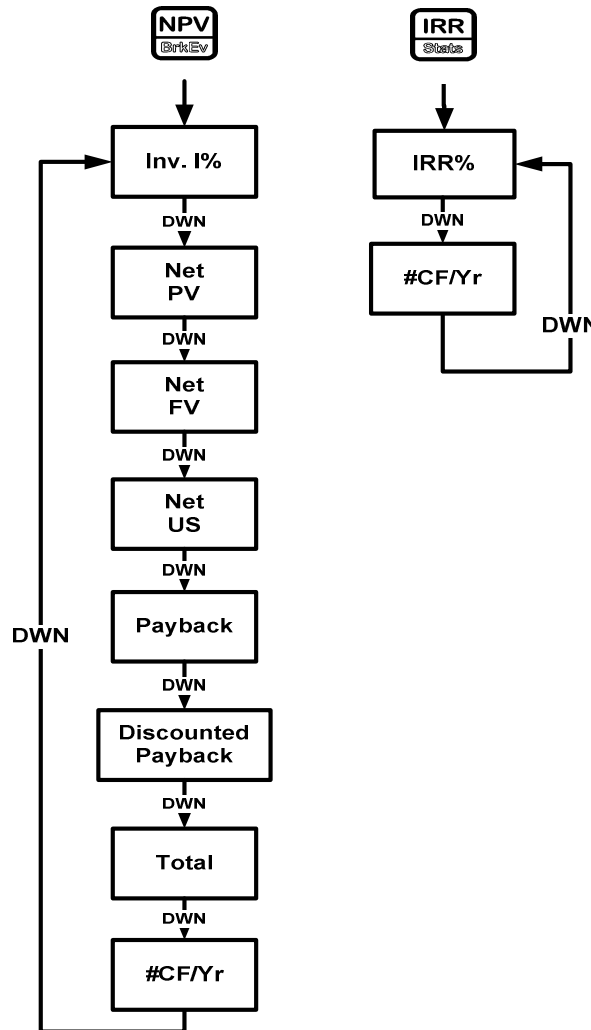 NPV
BrkEv
Inv. I%
DWN
Net
PV
DWN
Net
FV
DWN
Net
US
DWN
Payback
DWN
Discounted
Payback
DWN
Total
DWN
#CF/Yr
DWN
IRR
Stats
IRR%
DWN
#CF/Yr
DWN